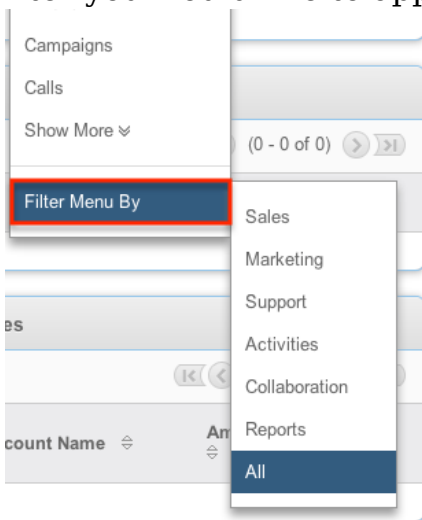 Campaigns
Calls
Show More
(0 - 0 of 0)
Filter Menu By
Sales
Marketing
Support
Activities
Collaboration
Reports
All
es
count Name
Am